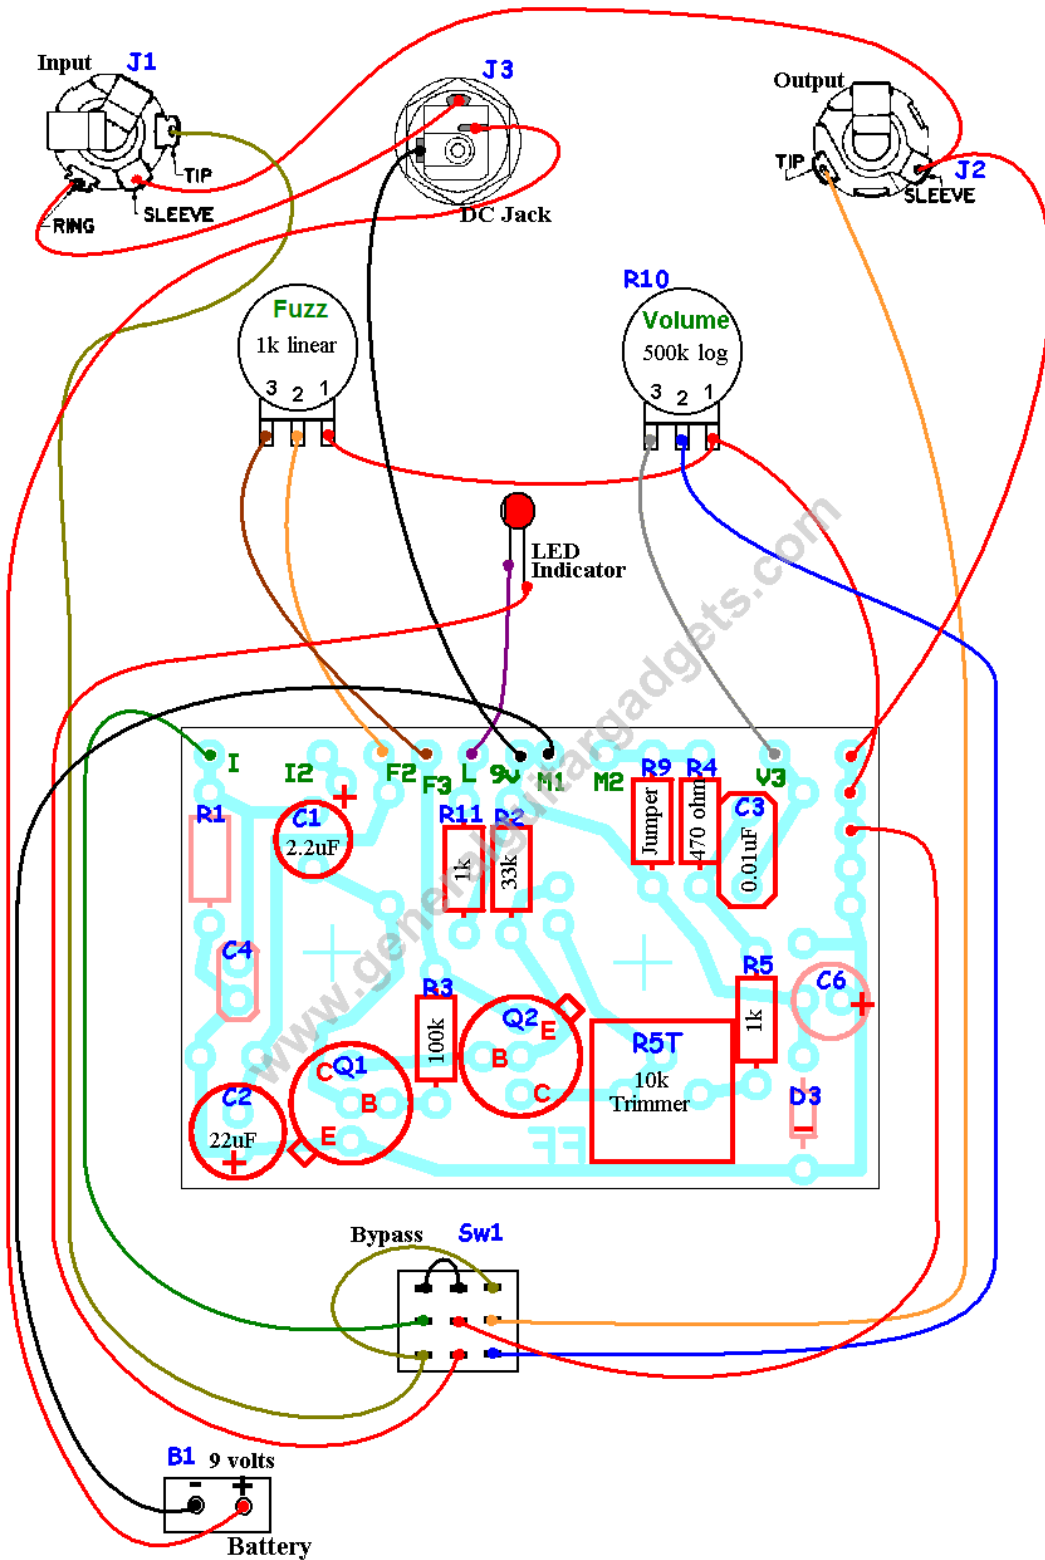 Input
J1
J3
Output
TIP
SLEEVE
RING
DC Jack
TIP
J2
SLEEVE
R10
Fuzz
1k linear
3 2 1
Volume
500k log
3 2 1
LED
Indicator
www.generalguitargadgets.com
I
I2
F2
F3
L
9v
M1
M2
R9
R4
V3
R1
C1
2.2uF
R11
R2
1k
33k
Jumper
470 ohm
C3
0.01uF
C4
R3
100k
Q2
E
B
C
R5
1k
C6
R5T
10k
Trimmer
Q1
C
B
E
C2
22uF
D3
FF
Bypass
Sw1
B1
9 volts
- +
Battery